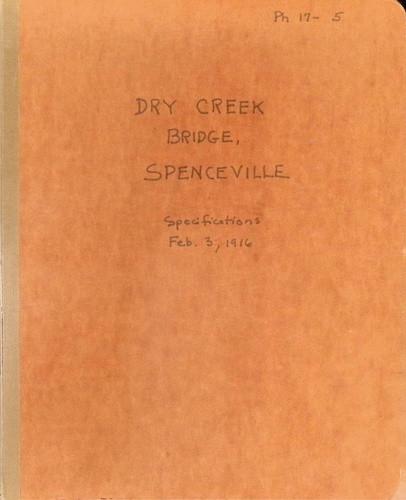 Ph 17- 5
DRY CREEK
BRIDGE,
SPENCEVILLE
Specifications
Feb. 3, 1916